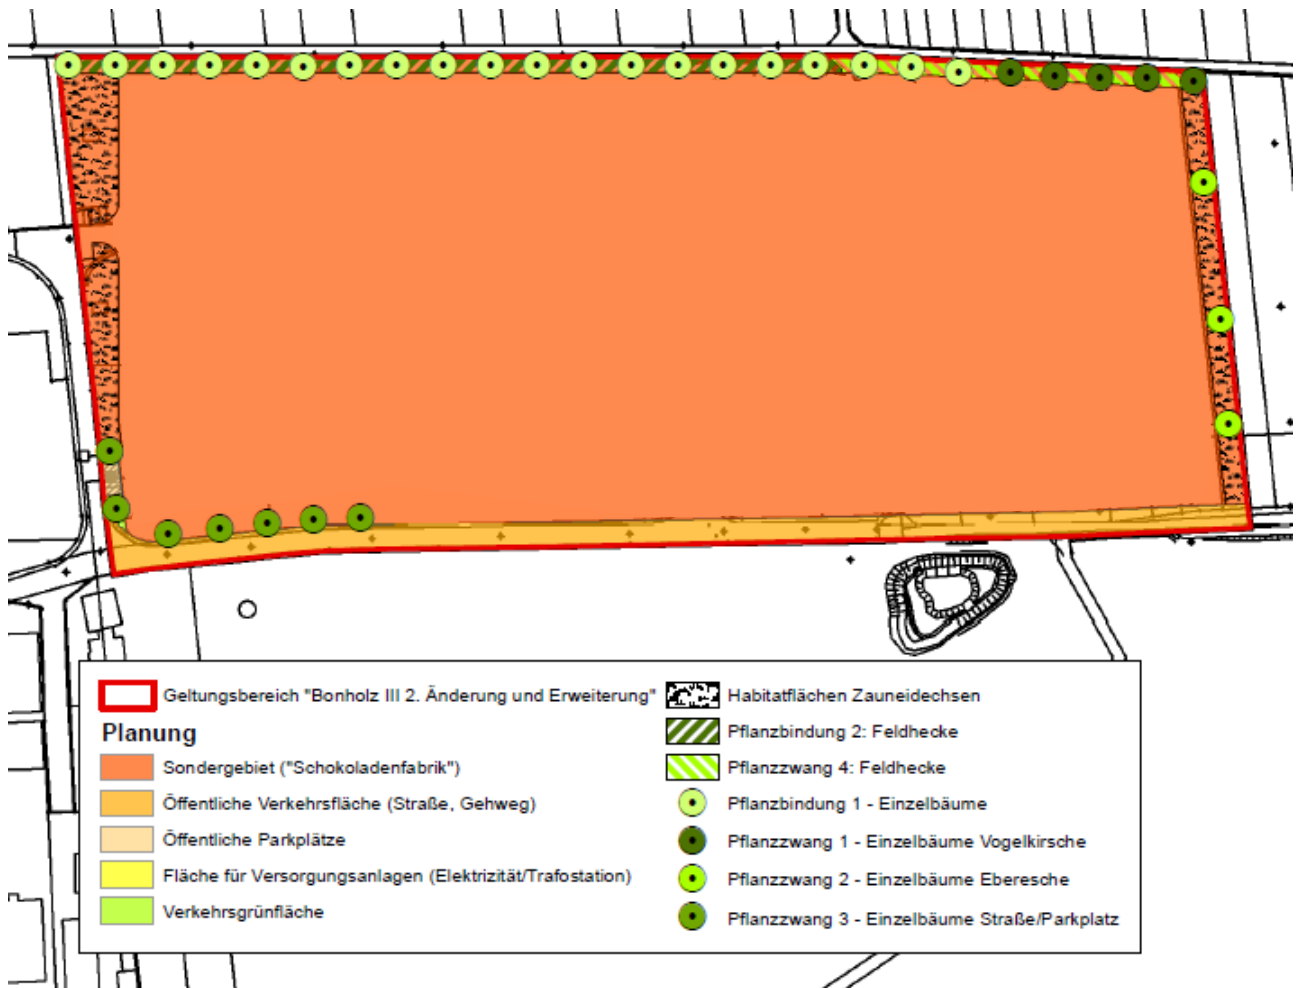 Geltungsbereich "Bonholz III 2. Änderung und Erweiterung"
Planung
Sondergebiet ("Schokoladenfabrik")
Öffentliche Verkehrsfläche (Straße, Gehweg)
Öffentliche Parkplätze
Fläche für Versorgungsanlagen (Elektrizität/Trafostation)
Verkehrsgrünfläche
Habitatflächen Zauneidechsen
Pflanzbindung 2: Feldhecke
Pflanzzwang 4: Feldhecke
Pflanzbindung 1 - Einzelbäume
Pflanzzwang 1 - Einzelbäume Vogelkirsche
Pflanzzwang 2 - Einzelbäume Eberesche
Pflanzzwang 3 - Einzelbäume Straße/Parkplatz